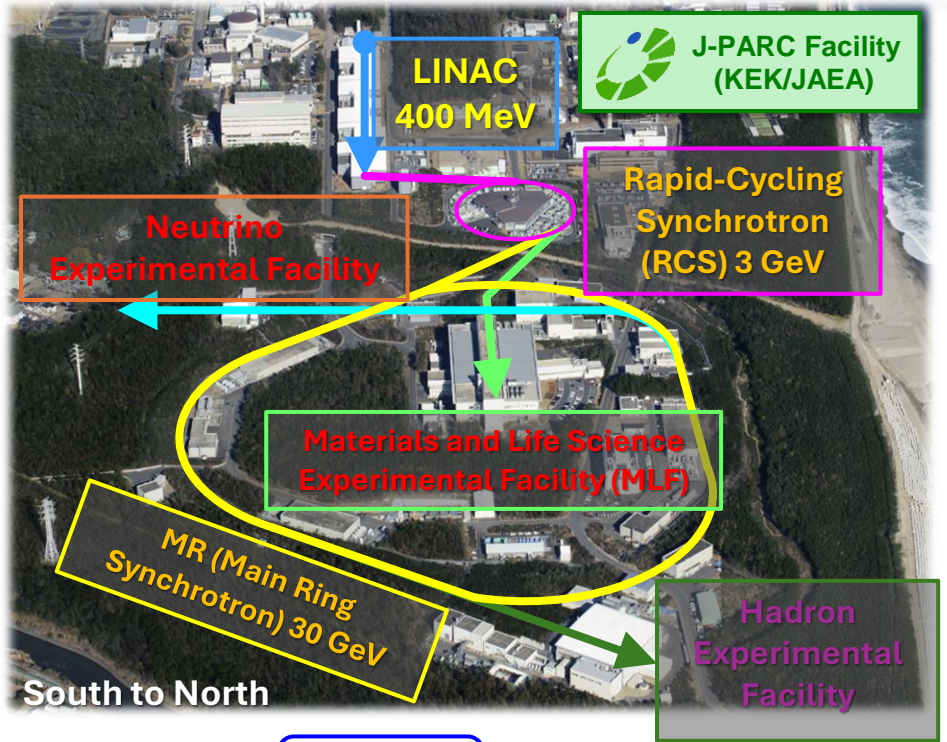 J-PARC Facility
(KEK/JAEA)
LINAC
400 MeV
Rapid-Cycling
Synchrotron
(RCS) 3 GeV
Neutrino
Experimental Facility
Materials and Life Science
Experimental Facility (MLF)
MR (Main Ring
Synchrotron) 30 GeV
Hadron
Experimental
Facility
South to North